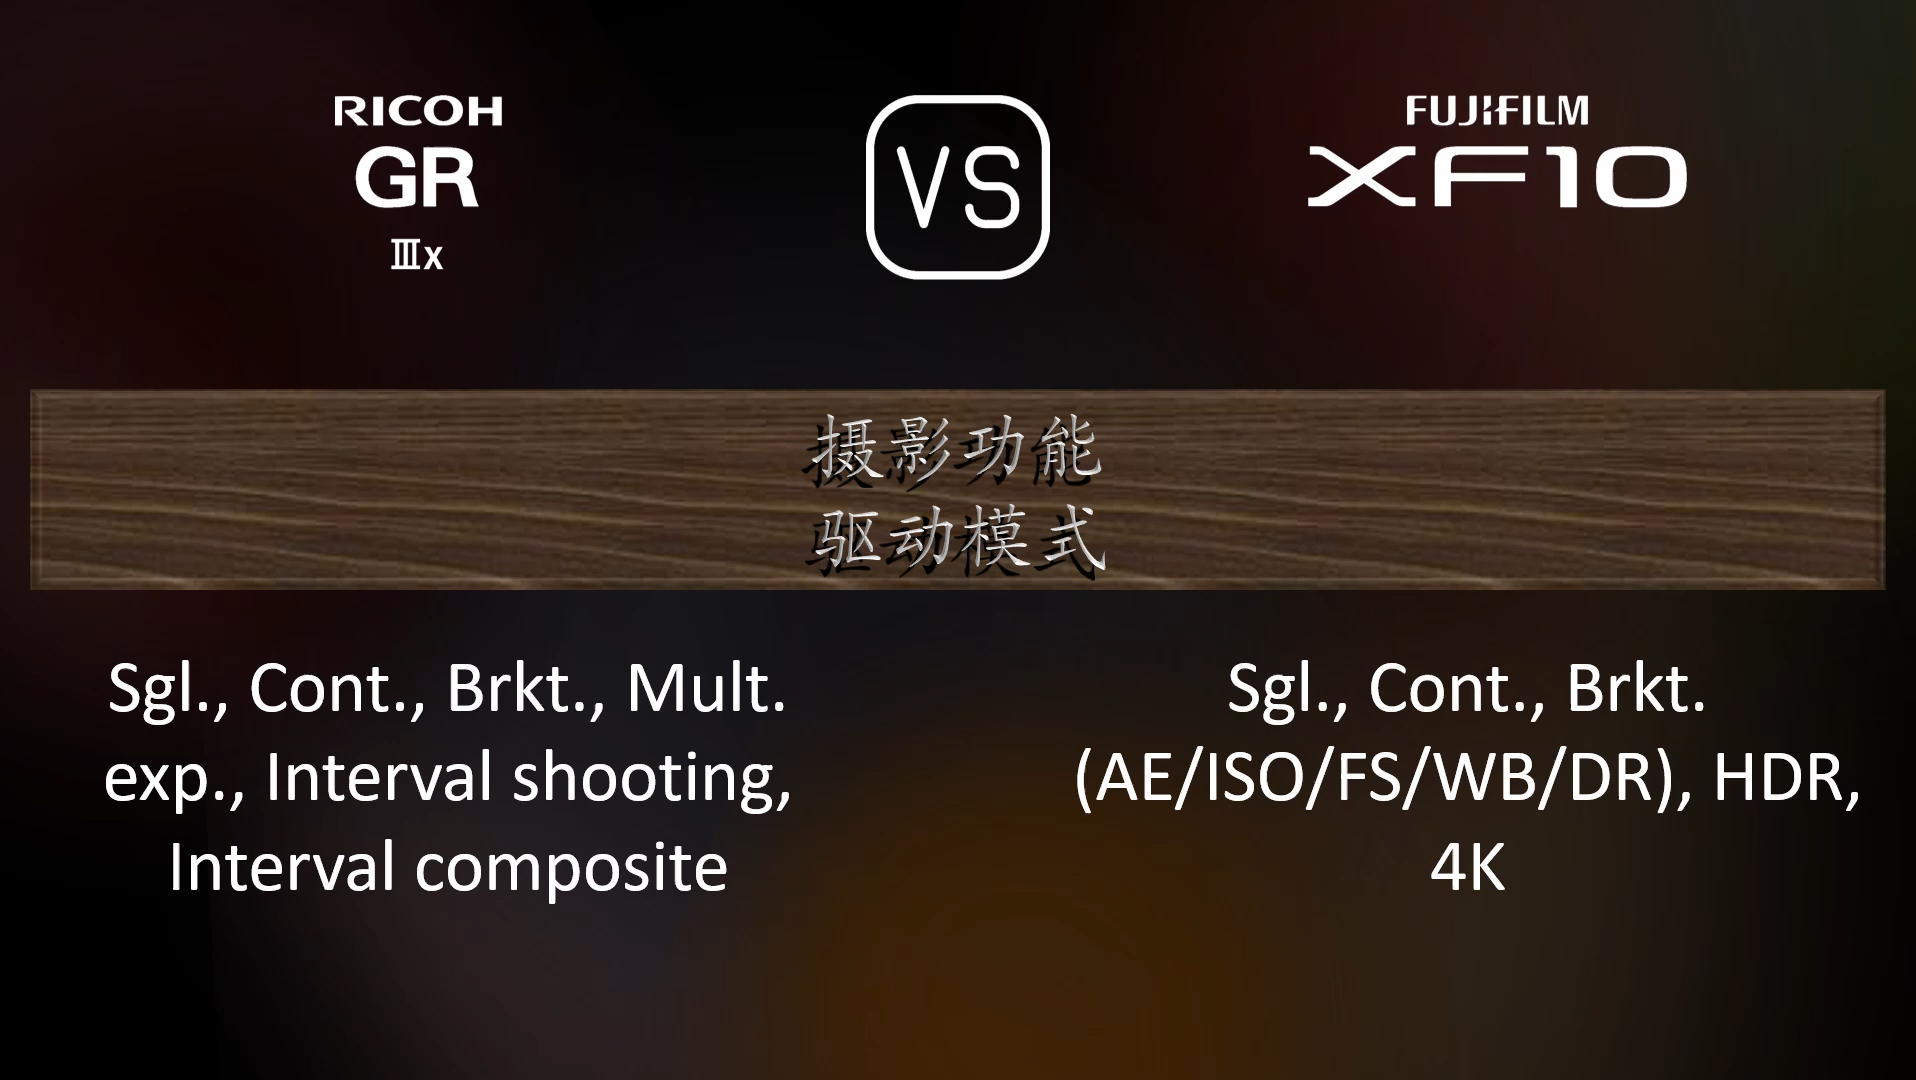 RICOH
GR
IIIx
VS
FUJIFILM
XF10
摄影功能
驱动模式
Sgl., Cont., Brkt., Mult.
exp., Interval shooting,
Interval composite
Sgl., Cont., Brkt.
(AE/ISO/FS/WB/DR), HDR,
4K